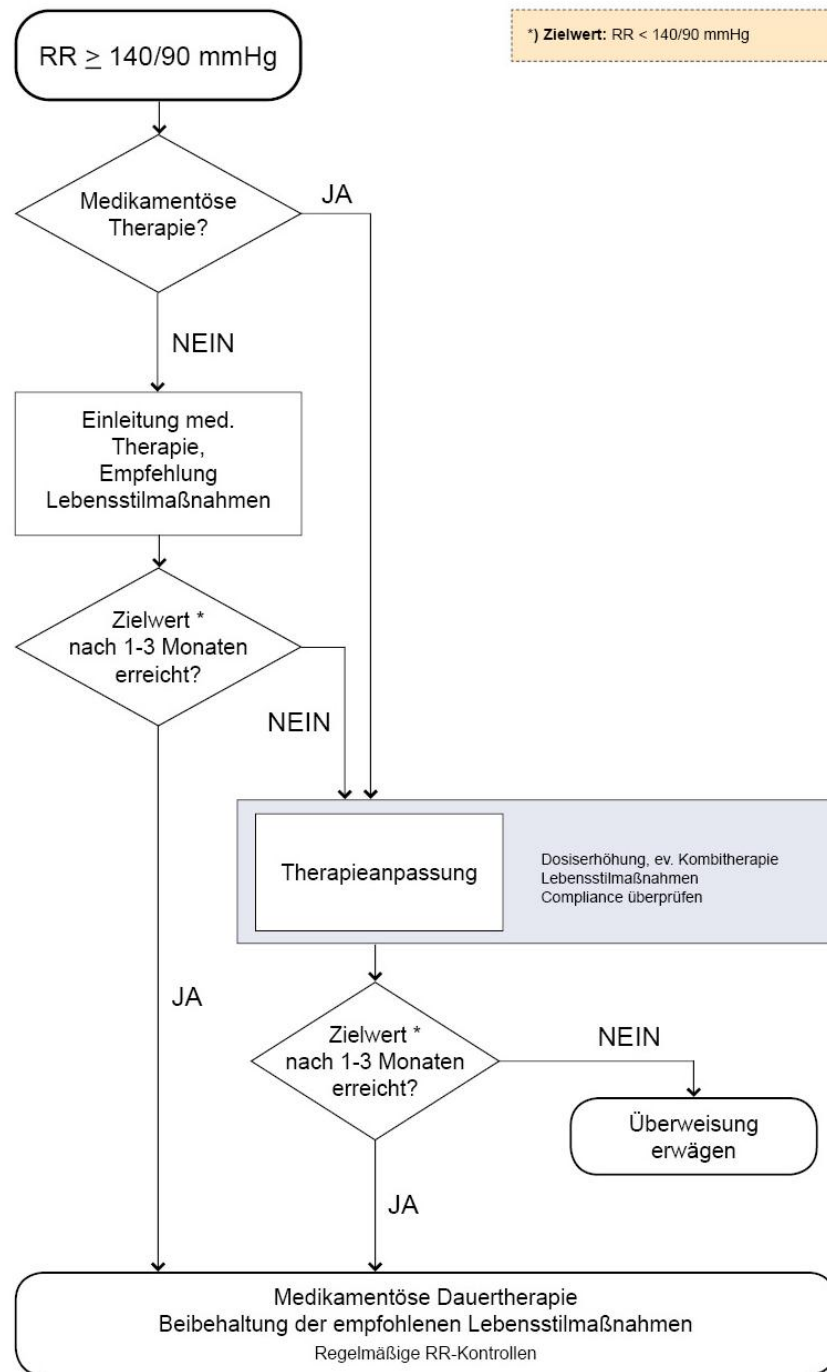 RR ≥ 140/90 mmHg
*) Zielwert: RR < 140/90 mmHg
Medikamentöse
Therapie?
JA
NEIN
Einleitung med.
Therapie,
Empfehlung
Lebensstilmaßnahmen
Zielwert *
nach 1-3 Monaten
erreicht?
NEIN
Therapieanpassung
Dosiserhöhung, ev. Kombitherapie
Lebensstilmaßnahmen
Compliance überprüfen
JA
Zielwert *
nach 1-3 Monaten
erreicht?
NEIN
Überweisung
erwägen
JA
Medikamentöse Dauertherapie
Beibehaltung der empfohlenen Lebensstilmaßnahmen
Regelmäßige RR-Kontrollen